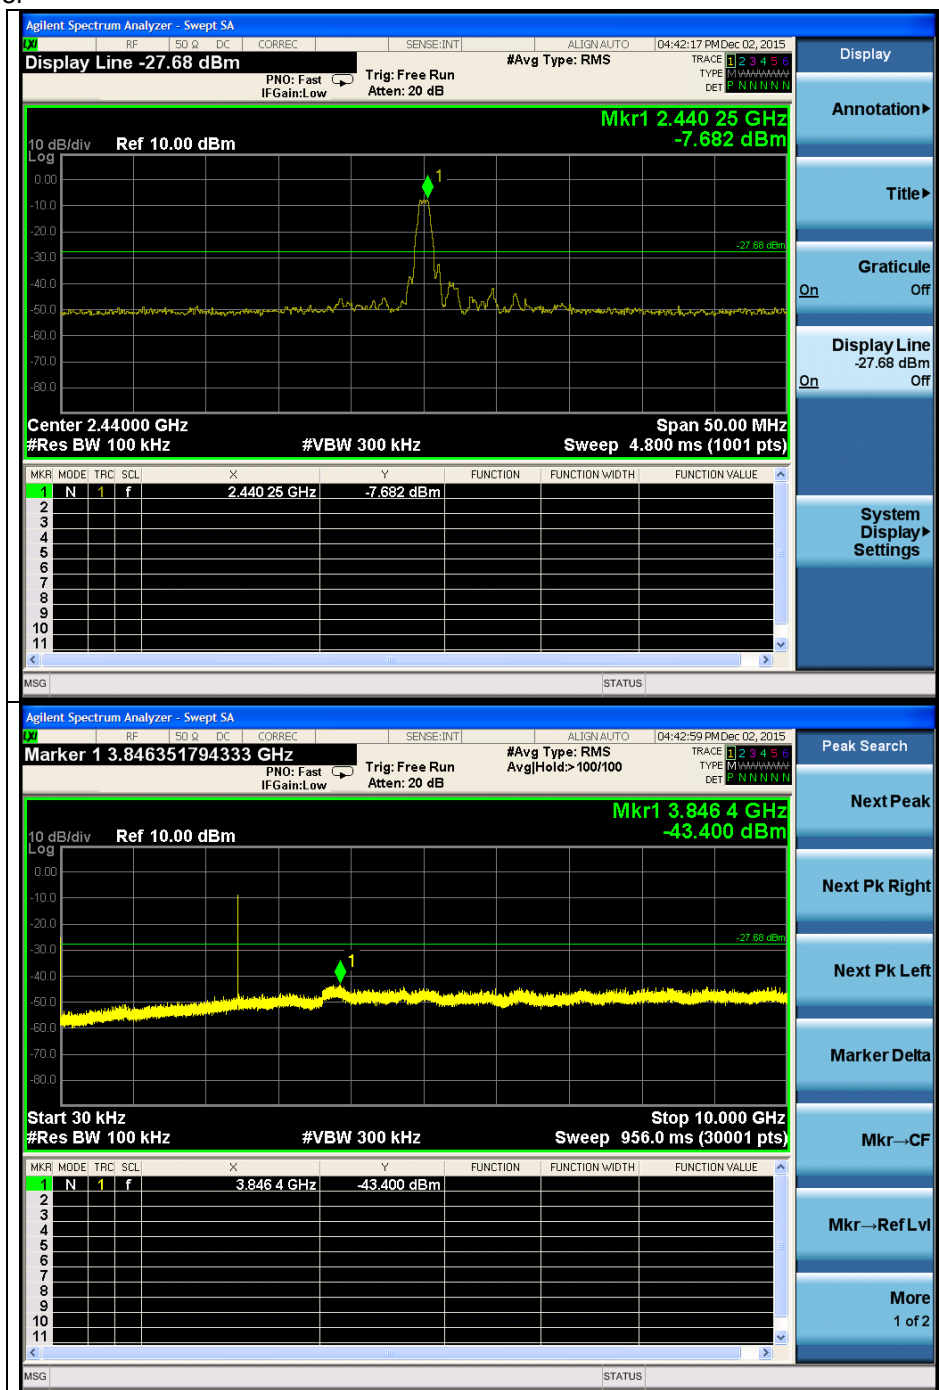 Agilent Spectrum Analyzer - Swept SA
LXI RF 50 Ω DC CORREC SENSE:INT ALIGN AUTO 04:42:17 PM Dec 02, 2015
Display Line -27.68 dBm
PNO: Fast
IFGain:Low
Trig: Free Run
Atten: 20 dB
#Avg Type: RMS
TRACE 1 2 3 4 5 6
TYPE M WWWWW
DET P N N N N N
Mkr1 2.440 25 GHz
-7.682 dBm
10 dB/div Ref 10.00 dBm
Log
1
0.00
-10.0
-20.0
-27.68 dBm
-30.0
-40.0
-50.0
-60.0
-70.0
-80.0
Center 2.44000 GHz Span 50.00 MHz
#Res BW 100 kHz #VBW 300 kHz Sweep 4.800 ms (1001 pts)
MKR MODE TRC SCL X Y FUNCTION FUNCTION WIDTH FUNCTION VALUE
1 N 1 f 2.440 25 GHz -7.682 dBm
2
3
4
5
6
7
8
9
10
11
MSG STATUS
Display
Annotation
Title
Graticule
On Off
Display Line
-27.68 dBm
On Off
System
Display
Settings
Agilent Spectrum Analyzer - Swept SA
LXI RF 50 Ω DC CORREC SENSE:INT ALIGN AUTO 04:42:59 PM Dec 02, 2015
Marker 1 3.846351794333 GHz
PNO: Fast
IFGain:Low
Trig: Free Run
Atten: 20 dB
#Avg Type: RMS
Avg|Hold:>100/100
TRACE 1 2 3 4 5 6
TYPE M WWWWW
DET P N N N N N
Mkr1 3.846 4 GHz
-43.400 dBm
10 dB/div Ref 10.00 dBm
Log
0.00
-10.0
-20.0
-27.68 dBm
-30.0
1
-40.0
-50.0
-60.0
-70.0
-80.0
Start 30 kHz Stop 10.000 GHz
#Res BW 100 kHz #VBW 300 kHz Sweep 956.0 ms (30001 pts)
MKR MODE TRC SCL X Y FUNCTION FUNCTION WIDTH FUNCTION VALUE
1 N 1 f 3.846 4 GHz -43.400 dBm
2
3
4
5
6
7
8
9
10
11
MSG STATUS
Peak Search
Next Peak
Next Pk Right
Next Pk Left
Marker Delta
Mkr→CF
Mkr→Ref Lvl
More
1 of 2